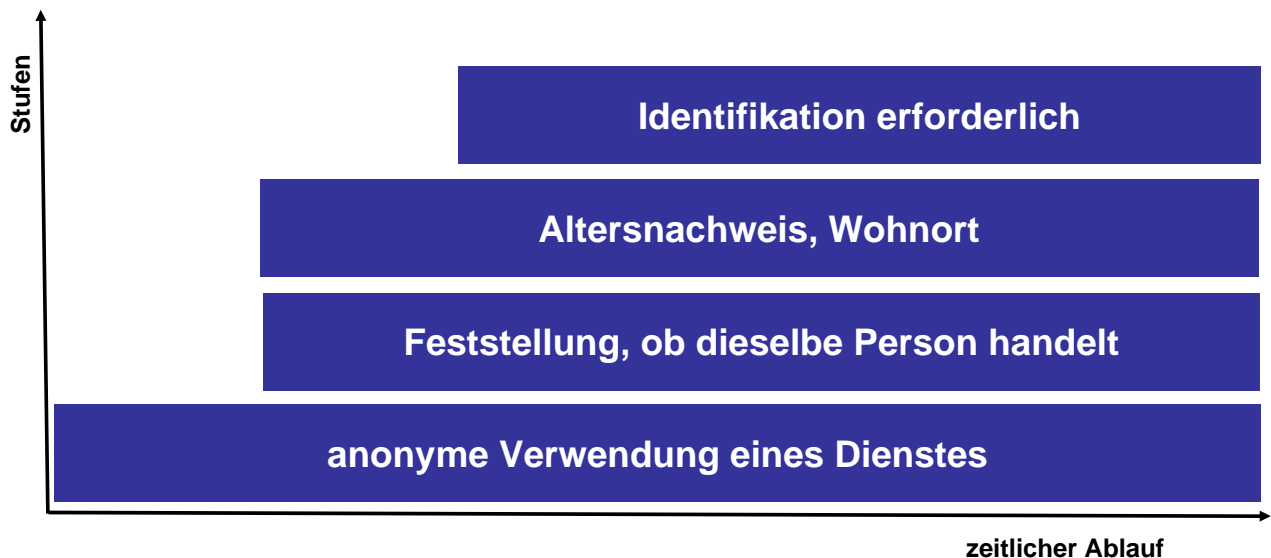 Stufen
Identifikation erforderlich
Altersnachweis, Wohnort
Feststellung, ob dieselbe Person handelt
anonyme Verwendung eines Dienstes
zeitlicher Ablauf